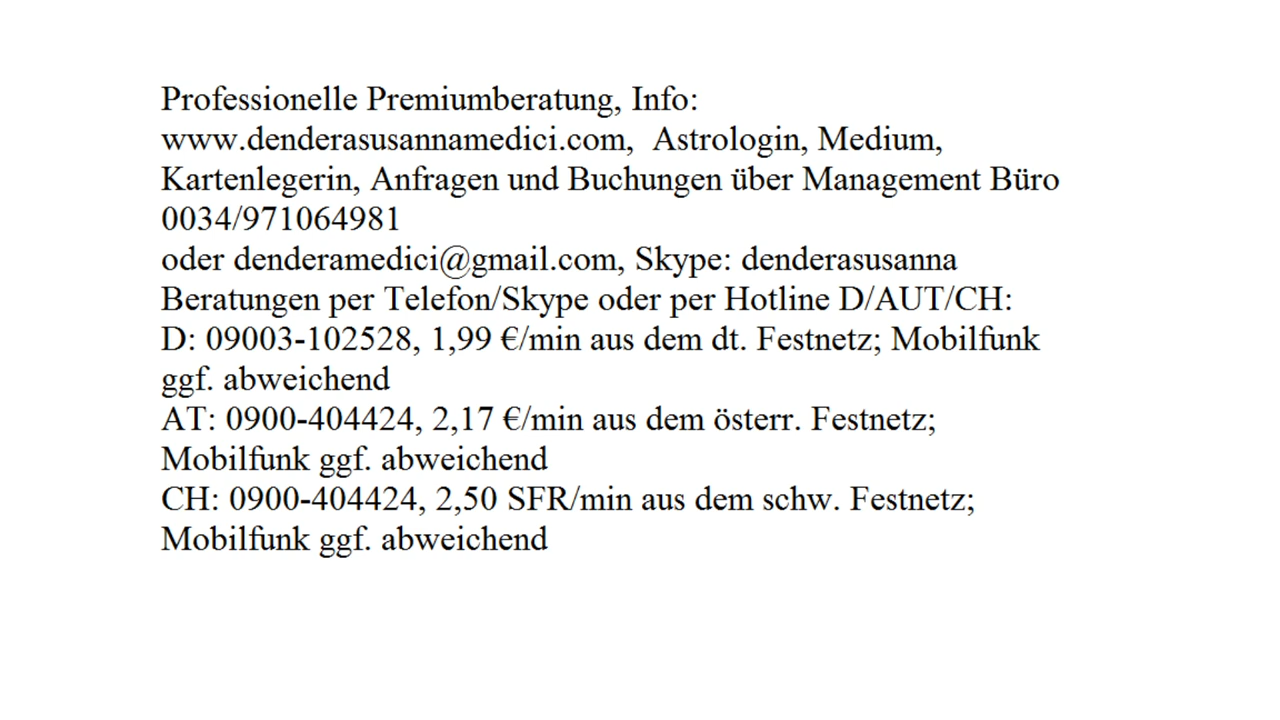 Professionelle Premiumberatung, Info:
www.denderasusannamedici.com,  Astrologin, Medium,
Kartenlegerin, Anfragen und Buchungen über Management Büro
0034/971064981
oder denderamedici@gmail.com, Skype: denderasusanna
Beratungen per Telefon/Skype oder per Hotline D/AUT/CH:
D: 09003-102528, 1,99 €/min aus dem dt. Festnetz; Mobilfunk
ggf. abweichend
AT: 0900-404424, 2,17 €/min aus dem österr. Festnetz;
Mobilfunk ggf. abweichend
CH: 0900-404424, 2,50 SFR/min aus dem schw. Festnetz;
Mobilfunk ggf. abweichend